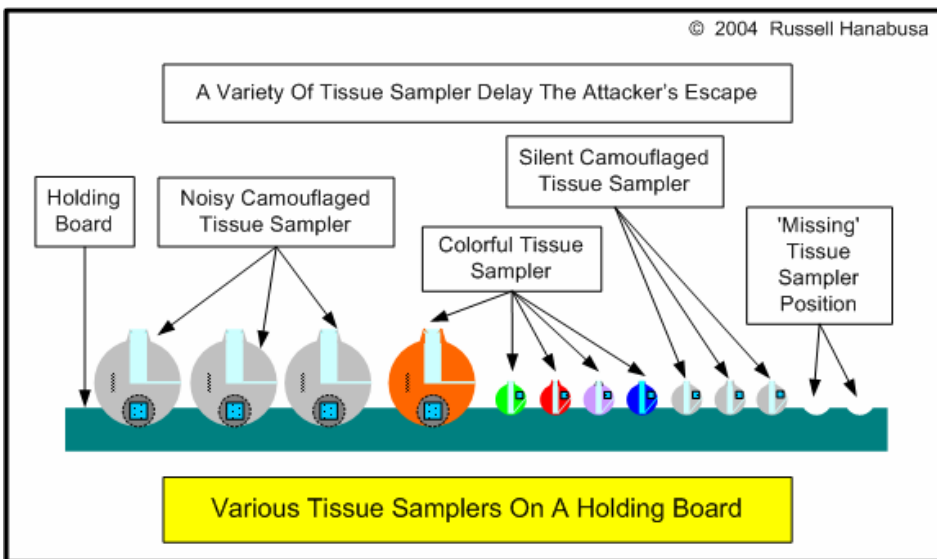 © 2004 Russell Hanabusa
A Variety Of Tissue Sampler Delay The Attacker's Escape
Silent Camouflaged
Tissue Sampler
Holding
Board
Noisy Camouflaged
Tissue Sampler
Colorful Tissue
Sampler
'Missing'
Tissue
Sampler
Position
Various Tissue Samplers On A Holding Board